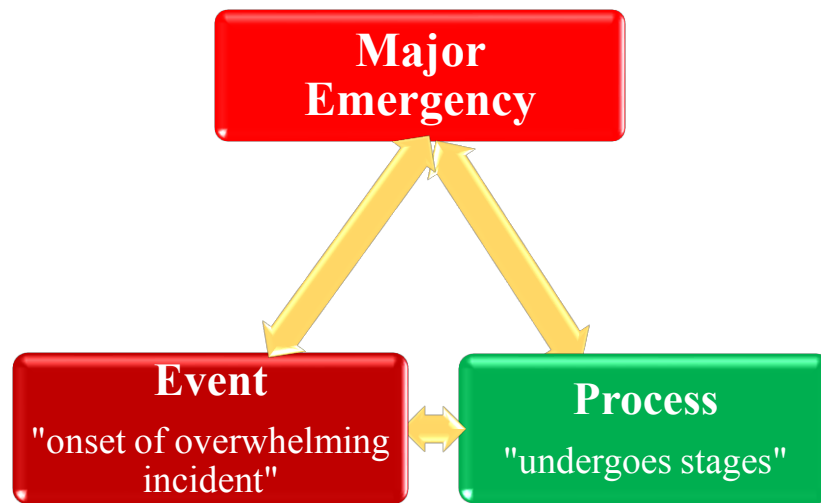 Major
Emergency
Event
"onset of overwhelming
incident"
Process
"undergoes stages"